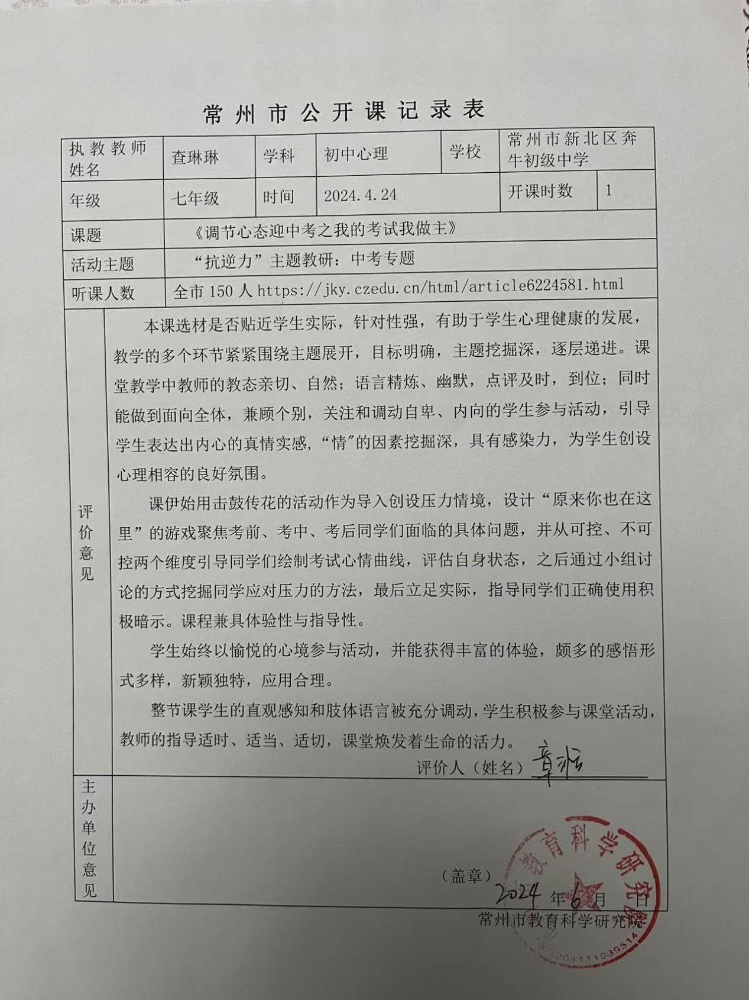 常州市公开课记录表
执教教师姓名 查琳琳 学科 初中心理 学校 常州市新北区奔牛初级中学
年级 七年级 时间 2024.4.24 开课时数 1
课题 《调节心态迎中考之我的考试我做主》
活动主题 “抗逆力”主题教研：中考专题
听课人数 全市150人https://jky.czedu.cn/html/article6224581.html
评价意见
本课选材是否贴近学生实际，针对性强，有助于学生心理健康的发展，
教学的多个环节紧紧围绕主题展开，目标明确，主题挖掘深，逐层递进。课
堂教学中教师的教态亲切、自然；语言精炼、幽默，点评及时，到位；同时
能做到面向全体，兼顾个别，关注和调动自卑、内向的学生参与活动，引导
学生表达出内心的真情实感,“情"的因素挖掘深，具有感染力，为学生创设
心理相容的良好氛围。
课伊始用击鼓传花的活动作为导入创设压力情境，设计“原来你也在这
里”的游戏聚焦考前、考中、考后同学们面临的具体问题，并从可控、不可
控两个维度引导同学们绘制考试心情曲线，评估自身状态，之后通过小组讨
论的方式挖掘同学应对压力的方法，最后立足实际，指导同学们正确使用积
极暗示。课程兼具体验性与指导性。
学生始终以愉悦的心境参与活动，并能获得丰富的体验，颇多的感悟形
式多样，新颖独特，应用合理。
整节课学生的直观感知和肢体语言被充分调动,学生积极参与课堂活动，
教师的指导适时、适当、适切，课堂焕发着生命的活力。
评价人（姓名）章
主办单位意见
（盖章）
2024年6月 日
常州市教育科学研究院
教育科学研究院
204111939514